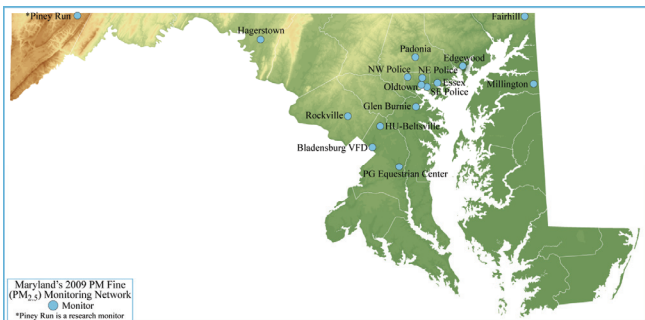 *Piney Run
Fairhill
Hagerstown
Padonia
Edgewood
NW Police
NE Police
Essex
Oldtown
SE Police
Millington
Glen Burnie
Rockville
HU-Beltsville
Bladensburg VFD
PG Equestrian Center
Maryland's 2009 PM Fine
(PM2.5) Monitoring Network
Monitor
*Piney Run is a research monitor